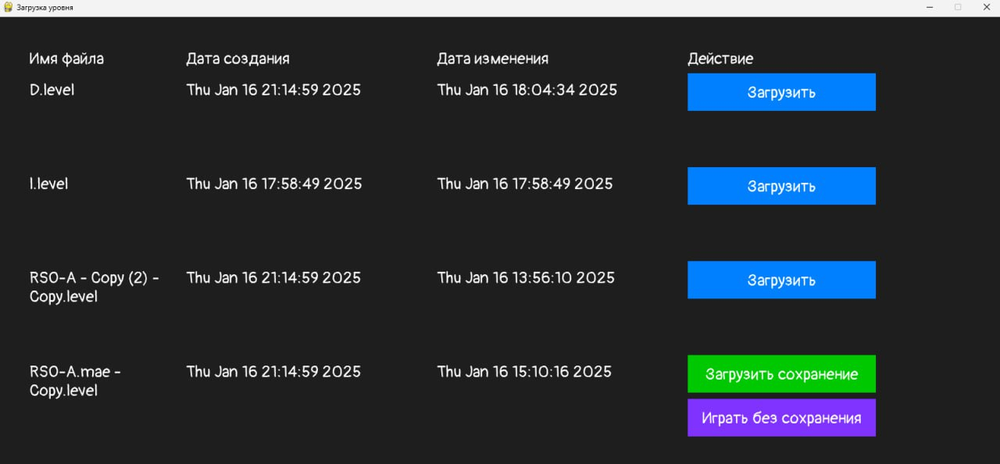 Загрузка уровня
Имя файла Дата создания Дата изменения Действие
D.level Thu Jan 16 21:14:59 2025 Thu Jan 16 18:04:34 2025 Загрузить
l.level Thu Jan 16 17:58:49 2025 Thu Jan 16 17:58:49 2025 Загрузить
RSO-A - Copy (2) - Thu Jan 16 21:14:59 2025 Thu Jan 16 13:56:10 2025 Загрузить
Copy.level
RSO-A.mae - Thu Jan 16 21:14:59 2025 Thu Jan 16 15:10:16 2025 Загрузить сохранение
Copy.level
Играть без сохранения